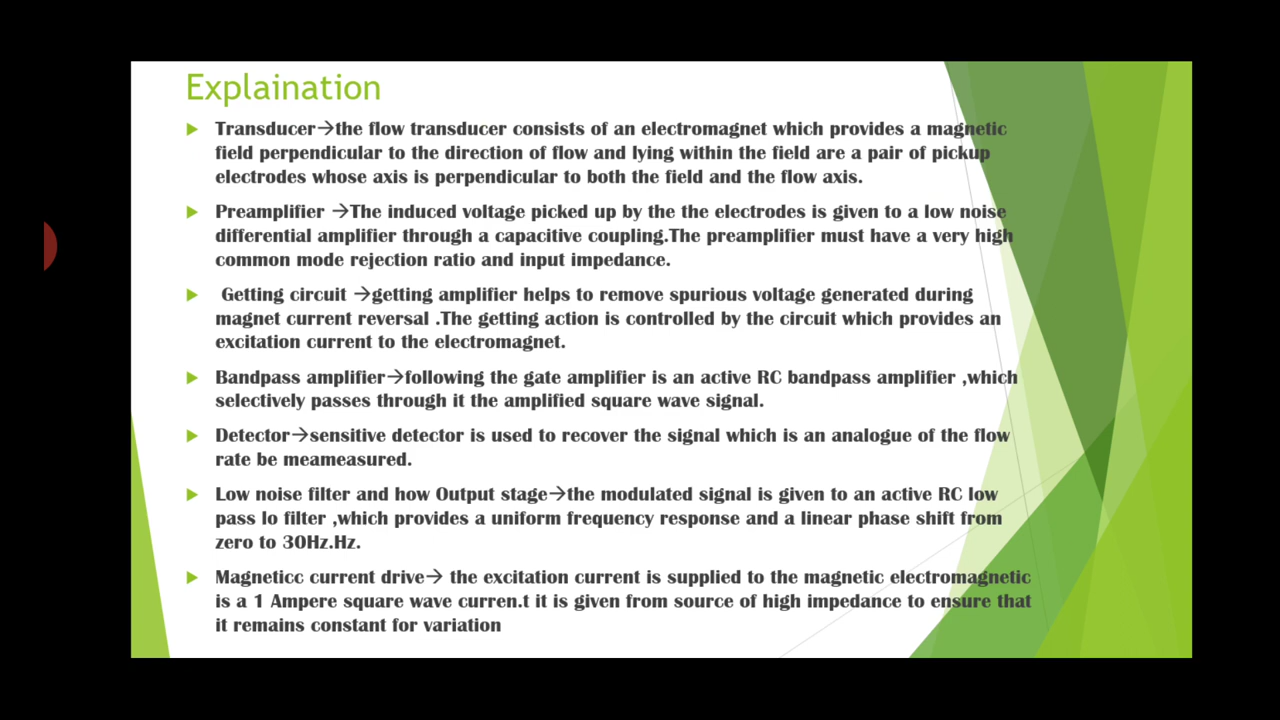 Explaination
Transducer→the flow transducer consists of an electromagnet which provides a magnetic
field perpendicular to the direction of flow and lying within the field are a pair of pickup
electrodes whose axis is perpendicular to both the field and the flow axis.
Preamplifier →The induced voltage picked up by the the electrodes is given to a low noise
differential amplifier through a capacitive coupling.The preamplifier must have a very high
common mode rejection ratio and input impedance.
Getting circuit →getting amplifier helps to remove spurious voltage generated during
magnet current reversal .The getting action is controlled by the circuit which provides an
excitation current to the electromagnet.
Bandpass amplifier→following the gate amplifier is an active RC bandpass amplifier ,which
selectively passes through it the amplified square wave signal.
Detector→sensitive detector is used to recover the signal which is an analogue of the flow
rate be meameasured.
Low noise filter and how Output stage→the modulated signal is given to an active RC low
pass lo filter ,which provides a uniform frequency response and a linear phase shift from
zero to 30Hz.Hz.
Magneticc current drive→ the excitation current is supplied to the magnetic electromagnetic
is a 1 Ampere square wave curren.t it is given from source of high impedance to ensure that
it remains constant for variation